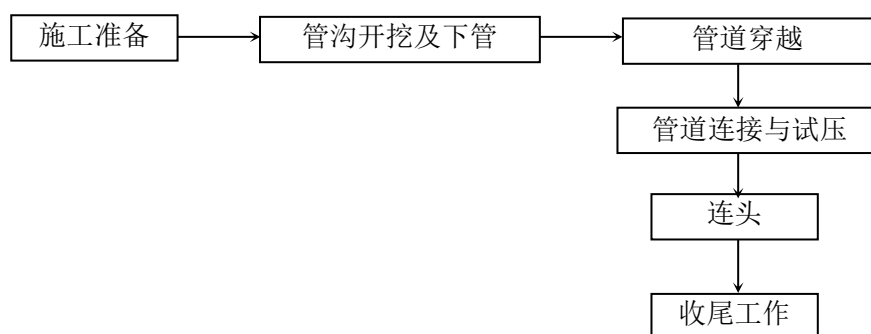 施工准备
管沟开挖及下管
管道穿越
管道连接与试压
连头
收尾工作